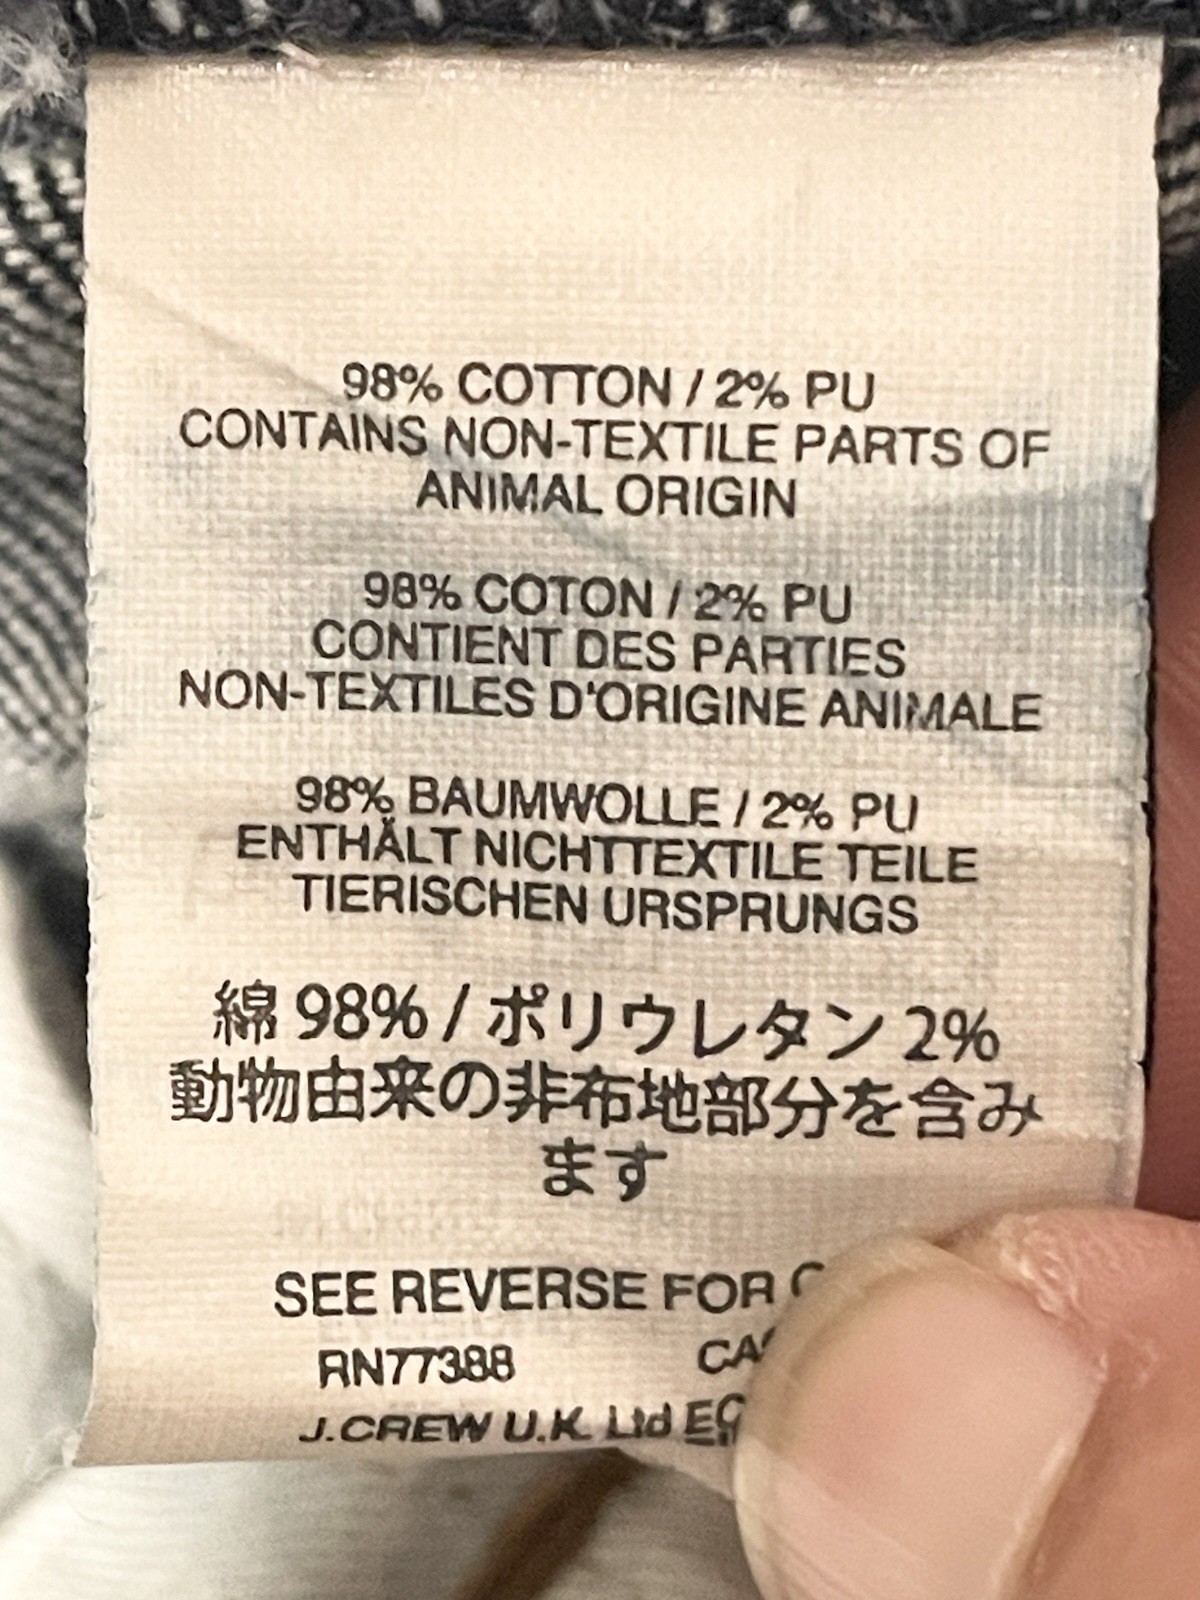 98% COTTON / 2% PU
CONTAINS NON-TEXTILE PARTS OF
ANIMAL ORIGIN
98% COTON / 2% PU
CONTIENT DES PARTIES
NON-TEXTILES D'ORIGINE ANIMALE
98% BAUMWOLLE / 2% PU
ENTHÄLT NICHTTEXTILE TEILE
TIERISCHEN URSPRUNGS
綿 98% / ポリウレタン 2%
動物由来の非布地部分を含み
ます
SEE REVERSE FOR
RN77388
J.CREW U.K. Ltd